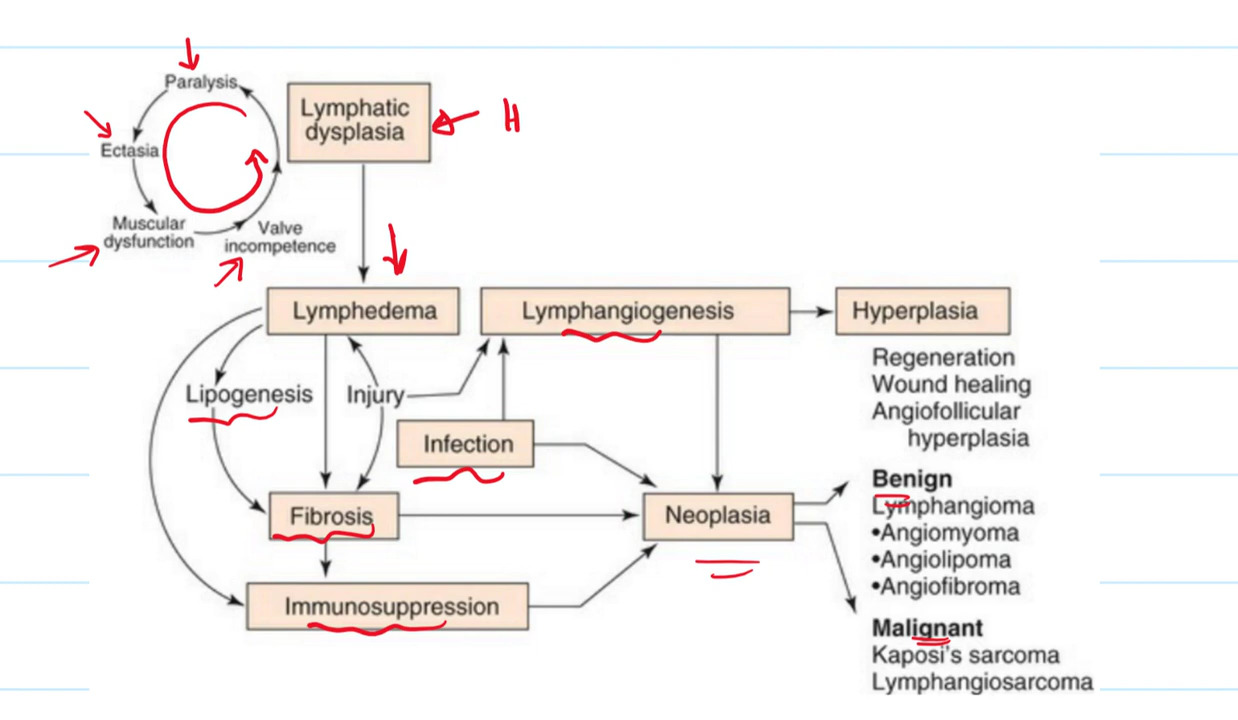 Paralysis
Ectasia
Muscular
dysfunction
Valve
incompetence
Lymphatic
dysplasia
H
Lymphedema
Lymphangiogenesis
Hyperplasia
Regeneration
Wound healing
Angiofollicular
hyperplasia
Lipogenesis
Injury
Infection
Fibrosis
Neoplasia
Immunosuppression
Benign
Lymphangioma
•Angiomyoma
•Angiolipoma
•Angiofibroma
Malignant
Kaposi's sarcoma
Lymphangiosarcoma